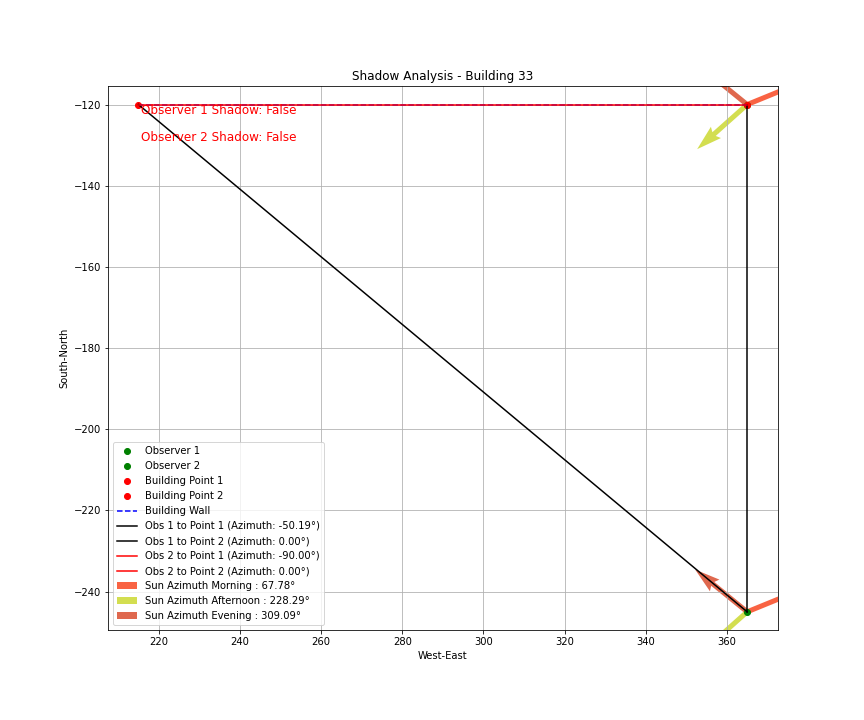 Shadow Analysis - Building 33
Observer 1 Shadow: False
Observer 2 Shadow: False
South-North
−120
−140
−160
−180
−200
−220
−240
Observer 1
Observer 2
Building Point 1
Building Point 2
Building Wall
Obs 1 to Point 1 (Azimuth: -50.19°)
Obs 1 to Point 2 (Azimuth: 0.00°)
Obs 2 to Point 1 (Azimuth: -90.00°)
Obs 2 to Point 2 (Azimuth: 0.00°)
Sun Azimuth Morning : 67.78°
Sun Azimuth Afternoon : 228.29°
Sun Azimuth Evening : 309.09°
220 240 260 280 300 320 340 360
West-East